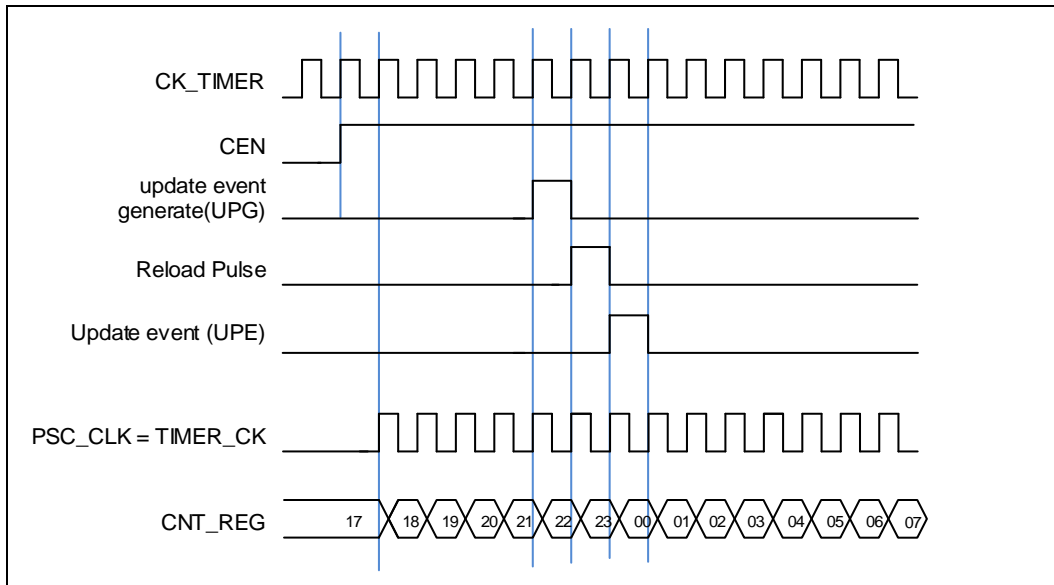 CK_TIMER
CEN
update event
generate(UPG)
Reload Pulse
Update event (UPE)
PSC_CLK = TIMER_CK
CNT_REG 17 18 19 20 21 22 23 00 01 02 03 04 05 06 07